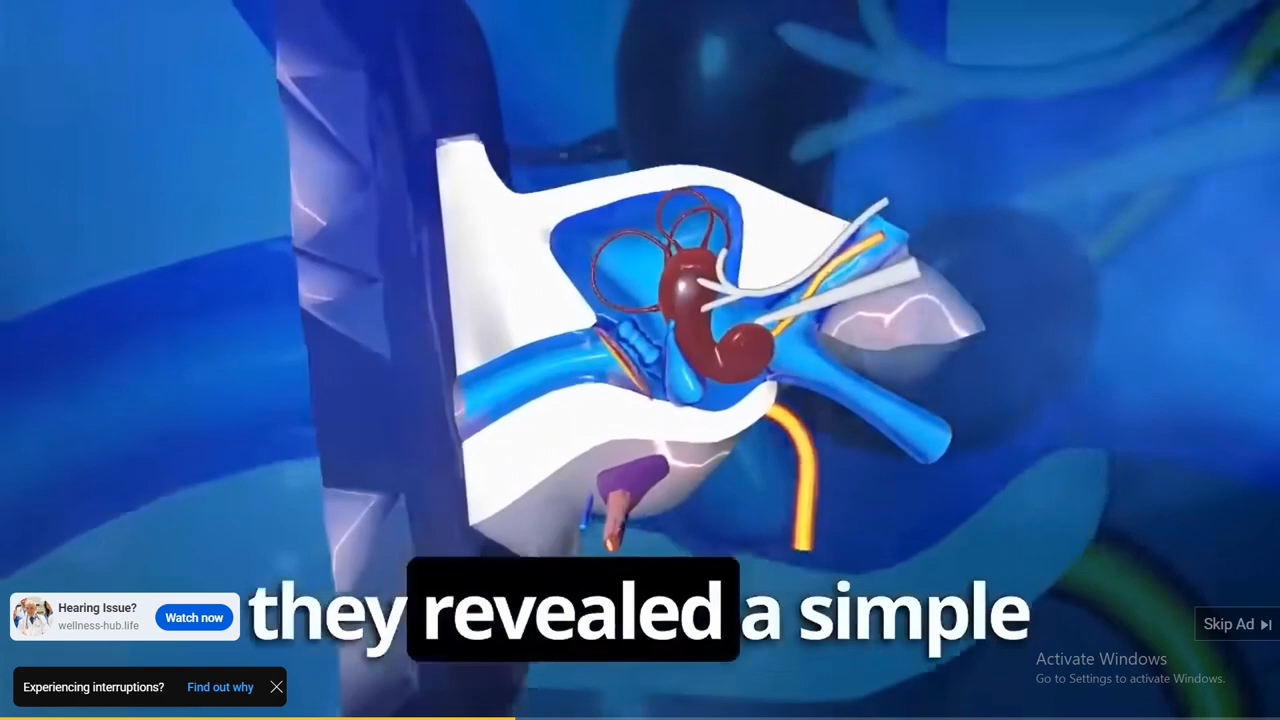 they revealed a simple
Hearing Issue?
wellness-hub.life
Watch now
Skip Ad
Activate Windows
Go to Settings to activate Windows.
Experiencing interruptions?
Find out why